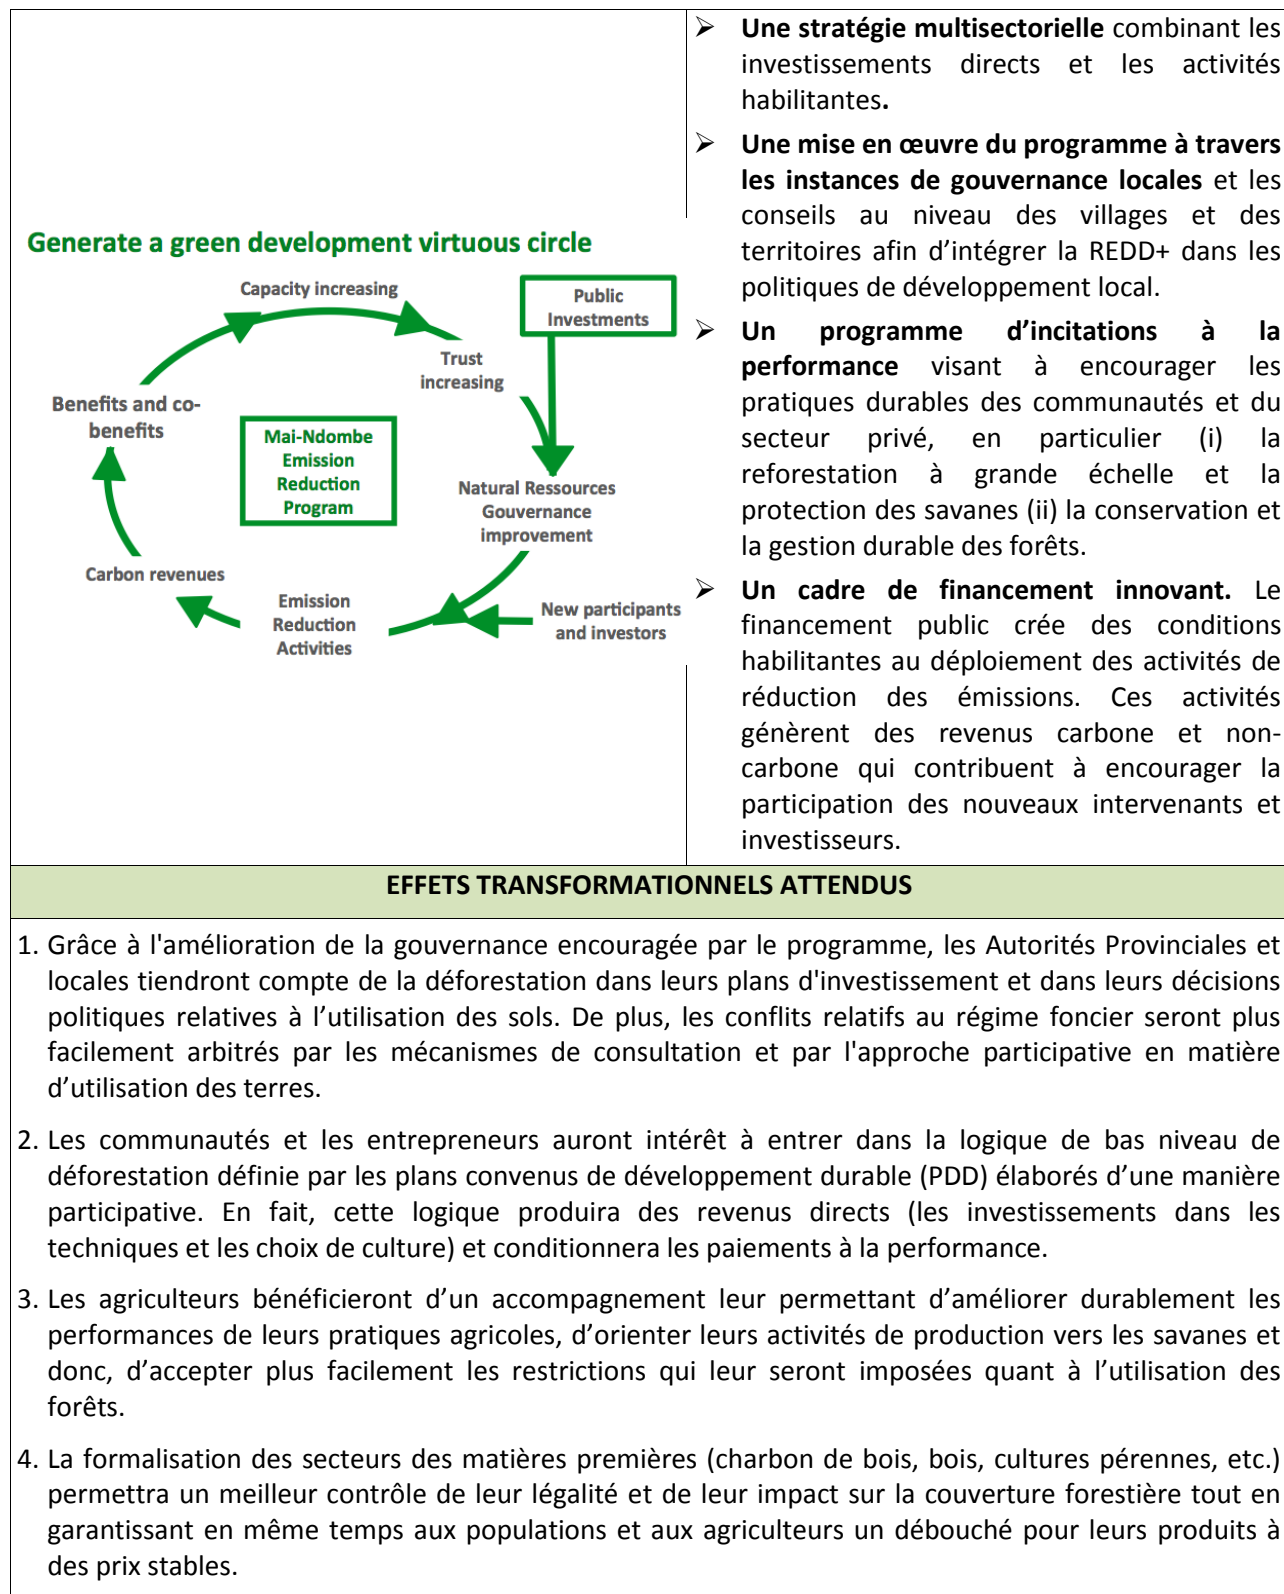 Generate a green development virtuous circle
Capacity increasing
Public
Investments
Trust
increasing
Benefits and co-
benefits
Mai-Ndombe
Emission
Reduction
Program
Natural Ressources
Gouvernance
improvement
Carbon revenues
Emission
Reduction
Activities
New participants
and investors
➢ Une stratégie multisectorielle combinant les
investissements directs et les activités
habilitantes.
➢ Une mise en œuvre du programme à travers
les instances de gouvernance locales et les
conseils au niveau des villages et des
territoires afin d’intégrer la REDD+ dans les
politiques de développement local.
➢ Un programme d’incitations à la
performance visant à encourager les
pratiques durables des communautés et du
secteur privé, en particulier (i) la
reforestation à grande échelle et la
protection des savanes (ii) la conservation et
la gestion durable des forêts.
➢ Un cadre de financement innovant. Le
financement public crée des conditions
habilitantes au déploiement des activités de
réduction des émissions. Ces activités
génèrent des revenus carbone et non-
carbone qui contribuent à encourager la
participation des nouveaux intervenants et
investisseurs.
EFFETS TRANSFORMATIONNELS ATTENDUS
1. Grâce à l'amélioration de la gouvernance encouragée par le programme, les Autorités Provinciales et
locales tiendront compte de la déforestation dans leurs plans d'investissement et dans leurs décisions
politiques relatives à l’utilisation des sols. De plus, les conflits relatifs au régime foncier seront plus
facilement arbitrés par les mécanismes de consultation et par l'approche participative en matière
d’utilisation des terres.
2. Les communautés et les entrepreneurs auront intérêt à entrer dans la logique de bas niveau de
déforestation définie par les plans convenus de développement durable (PDD) élaborés d’une manière
participative. En fait, cette logique produira des revenus directs (les investissements dans les
techniques et les choix de culture) et conditionnera les paiements à la performance.
3. Les agriculteurs bénéficieront d’un accompagnement leur permettant d’améliorer durablement les
performances de leurs pratiques agricoles, d’orienter leurs activités de production vers les savanes et
donc, d’accepter plus facilement les restrictions qui leur seront imposées quant à l’utilisation des
forêts.
4. La formalisation des secteurs des matières premières (charbon de bois, bois, cultures pérennes, etc.)
permettra un meilleur contrôle de leur légalité et de leur impact sur la couverture forestière tout en
garantissant en même temps aux populations et aux agriculteurs un débouché pour leurs produits à
des prix stables.